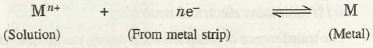 Mⁿ⁺ + ne⁻ ⇌ M
(Solution) (From metal strip) (Metal)